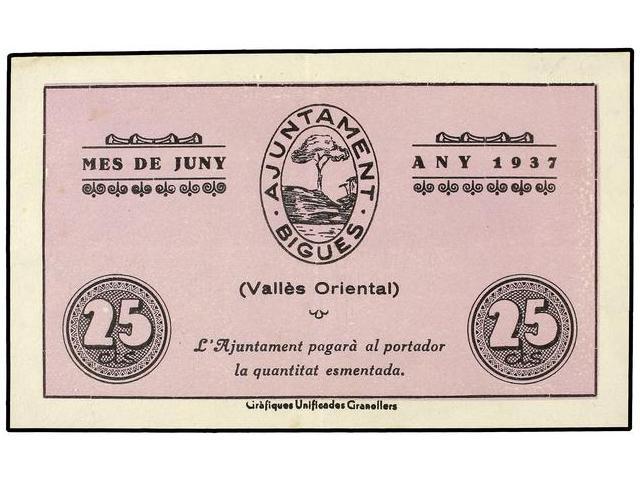 AJUNTAMENT
BIGUES
MES DE JUNY
ANY 1937
(Vallès Oriental)
25 cts
25 cts
L'Ajuntament pagarà al portador
la quantitat esmentada.
Gràfiques Unificades Granollers